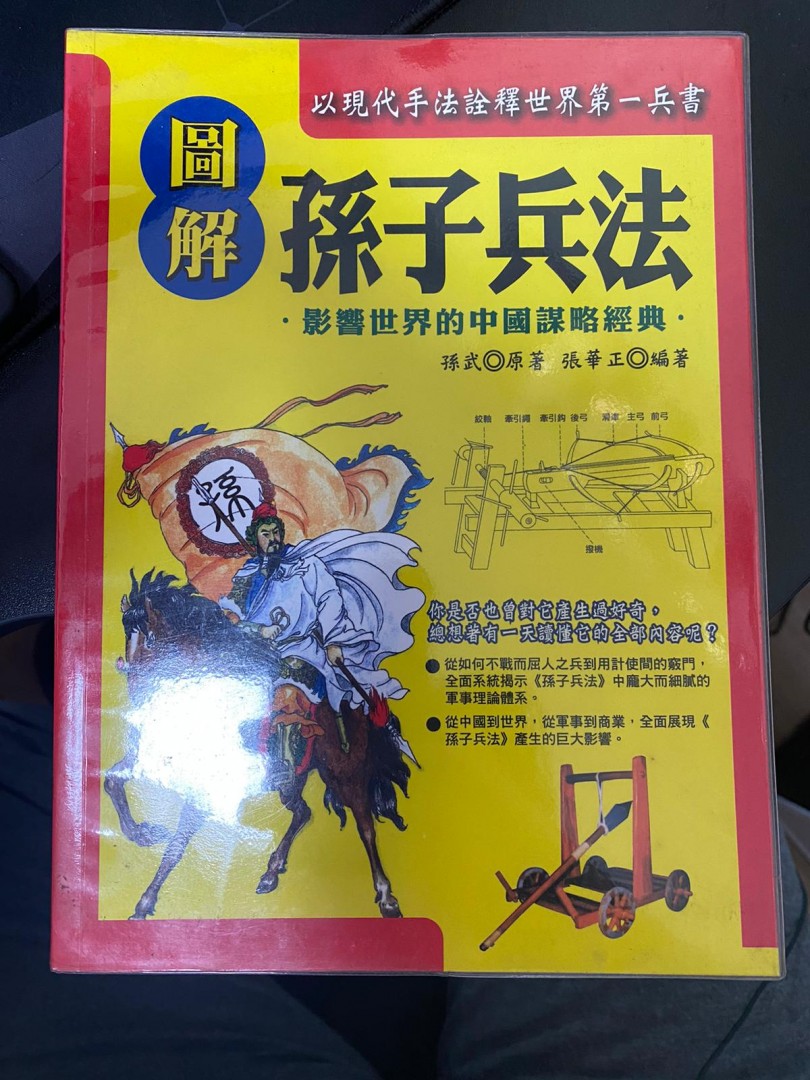 以現代手法詮釋世界第一兵書
圖解
孫子兵法
·影響世界的中國謀略經典·
孫武◎原著 張華正◎編著
孫
絞軸 牽引繩 牽引鉤 後弓 主弓 前弓
撥機
你是否也曾對它產生過好奇，
總想著有一天讀懂它的全部內容呢？
●從如何不戰而屈人之兵到用計使間的竅門，
全面系統揭示《孫子兵法》中龐大而細膩的
軍事理論體系。
●從中國到世界，從軍事到商業，全面展現《
孫子兵法》產生的巨大影響。